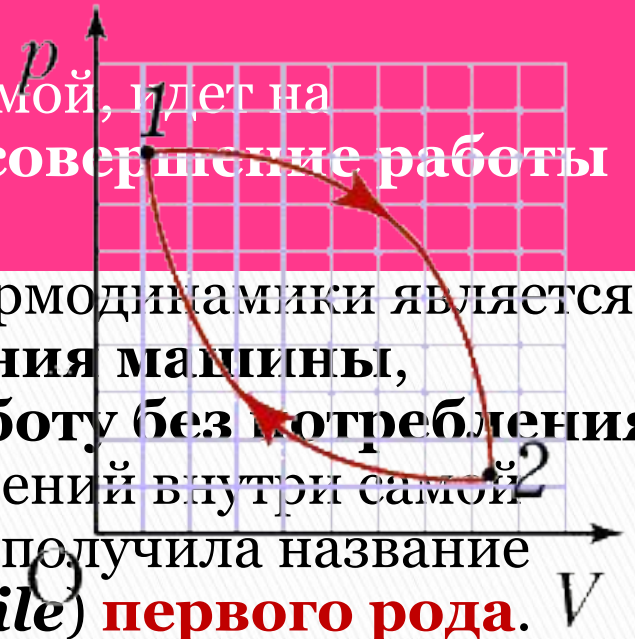 p
мой, идет на
1
совершение работы
рмодинамики является
ния машины,
боту без потребления
ений внутри самой
2
получила название
O
V
ile) первого рода.